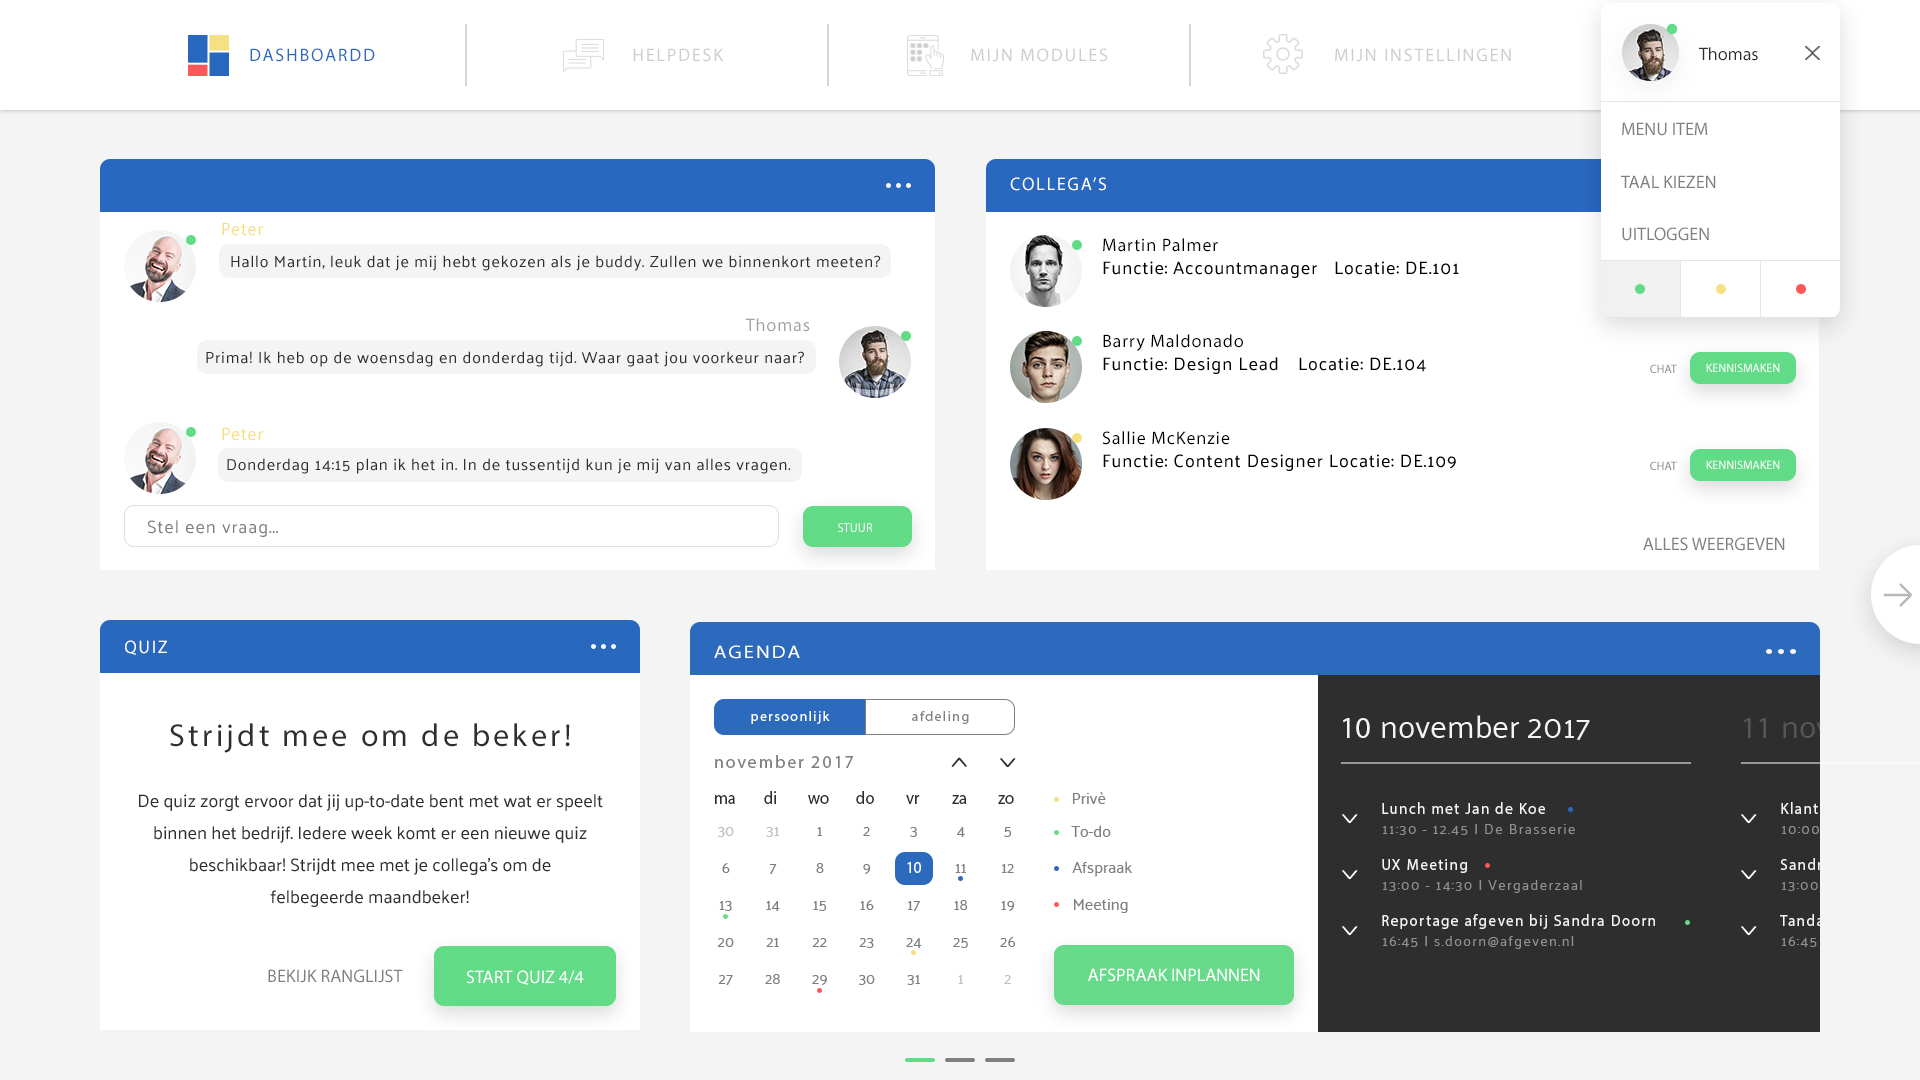 DASHBOARDD
HELPDESK
MIJN MODULES
MIJN INSTELLINGEN
Thomas
MENU ITEM
TAAL KIEZEN
UITLOGGEN
Peter
Hallo Martin, leuk dat je mij hebt gekozen als je buddy. Zullen we binnenkort meeten?
Thomas
Prima! Ik heb op de woensdag en donderdag tijd. Waar gaat jou voorkeur naar?
Peter
Donderdag 14:15 plan ik het in. In de tussentijd kun je mij van alles vragen.
Stel een vraag...
STUUR
COLLEGA'S
Martin Palmer
Functie: Accountmanager Locatie: DE.101
Barry Maldonado
Functie: Design Lead Locatie: DE.104
CHAT
KENNISMAKEN
Sallie McKenzie
Functie: Content Designer Locatie: DE.109
CHAT
KENNISMAKEN
ALLES WEERGEVEN
QUIZ
Strijdt mee om de beker!
De quiz zorgt ervoor dat jij up-to-date bent met wat er speelt
binnen het bedrijf. Iedere week komt er een nieuwe quiz
beschikbaar! Strijdt mee met je collega's om de
felbegeerde maandbeker!
BEKIJK RANGLIJST
START QUIZ 4/4
AGENDA
persoonlijk
afdeling
november 2017
ma di wo do vr za zo
30 31 1 2 3 4 5
6 7 8 9 10 11 12
13 14 15 16 17 18 19
20 21 22 23 24 25 26
27 28 29 30 31 1 2
Privè
To-do
Afspraak
Meeting
AFSPRAAK INPLANNEN
10 november 2017
Lunch met Jan de Koe
11:30 - 12.45 | De Brasserie
UX Meeting
13:00 - 14:30 | Vergaderzaal
Reportage afgeven bij Sandra Doorn
16:45 | s.doorn@afgeven.nl
11 nov
Klant
10:00
Sandr
13:00
Tanda
16:45